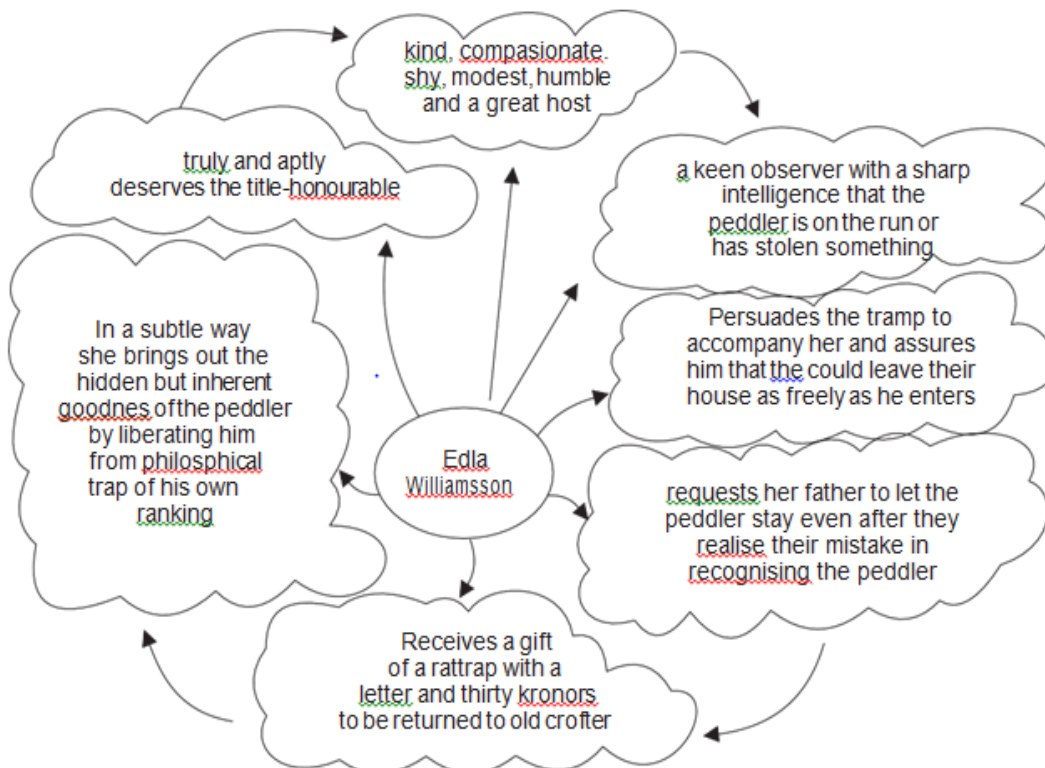 kind, compasionate.
shy, modest, humble
and a great host
truly and aptly
deserves the title-honourable
a keen observer with a sharp
intelligence that the
peddler is on the run or
has stolen something
In a subtle way
she brings out the
hidden but inherent
goodnes of the peddler
by liberating him
from philosphical
trap of his own
ranking
Persuades the tramp to
accompany her and assures
him that the could leave their
house as freely as he enters
Edla
Williamsson
requests her father to let the
peddler stay even after they
realise their mistake in
recognising the peddler
Receives a gift
of a rattrap with a
letter and thirty kronors
to be returned to old crofter